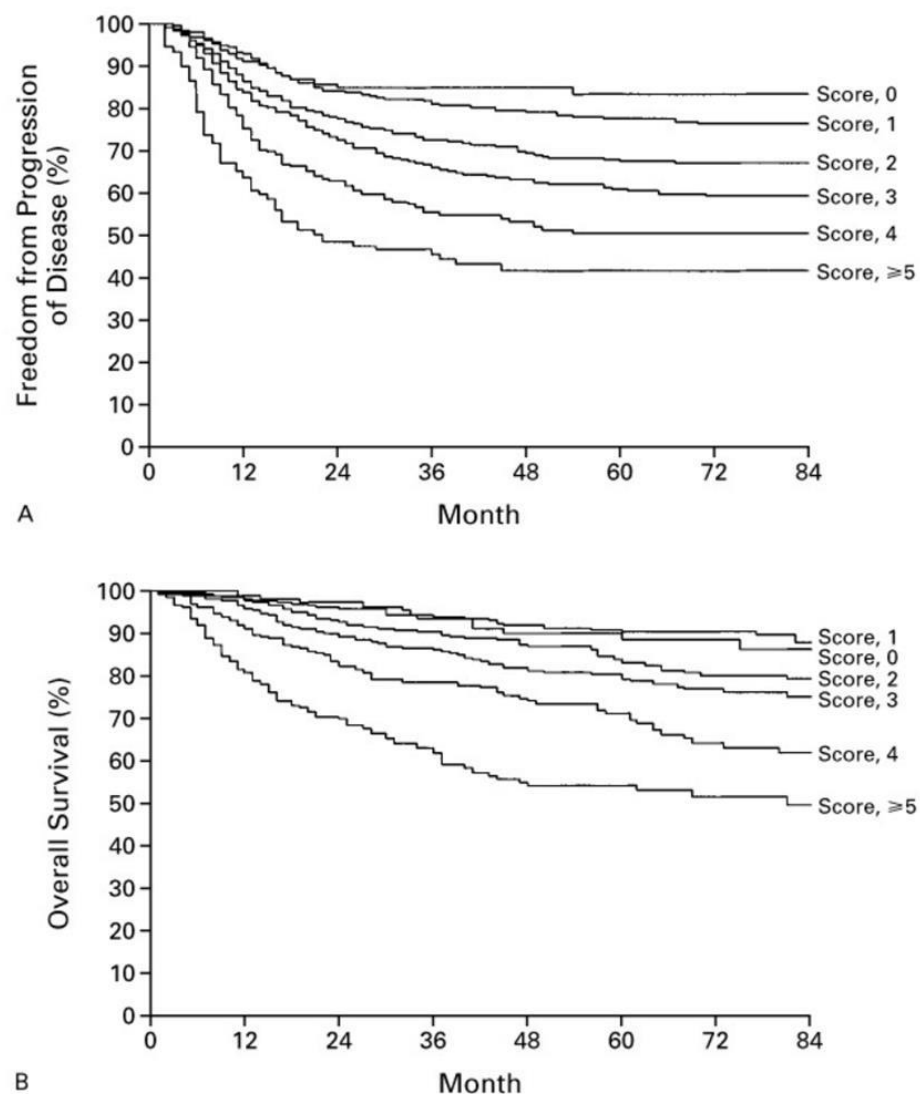 100
90
80
70
60
50
40
30
20
10
0
Freedom from Progression
of Disease (%)
Score, 0
Score, 1
Score, 2
Score, 3
Score, 4
Score, ⩾5
0 12 24 36 48 60 72 84
Month
A
100
90
80
70
60
50
40
30
20
10
0
Overall Survival (%)
Score, 1
Score, 0
Score, 2
Score, 3
Score, 4
Score, ⩾5
0 12 24 36 48 60 72 84
Month
B